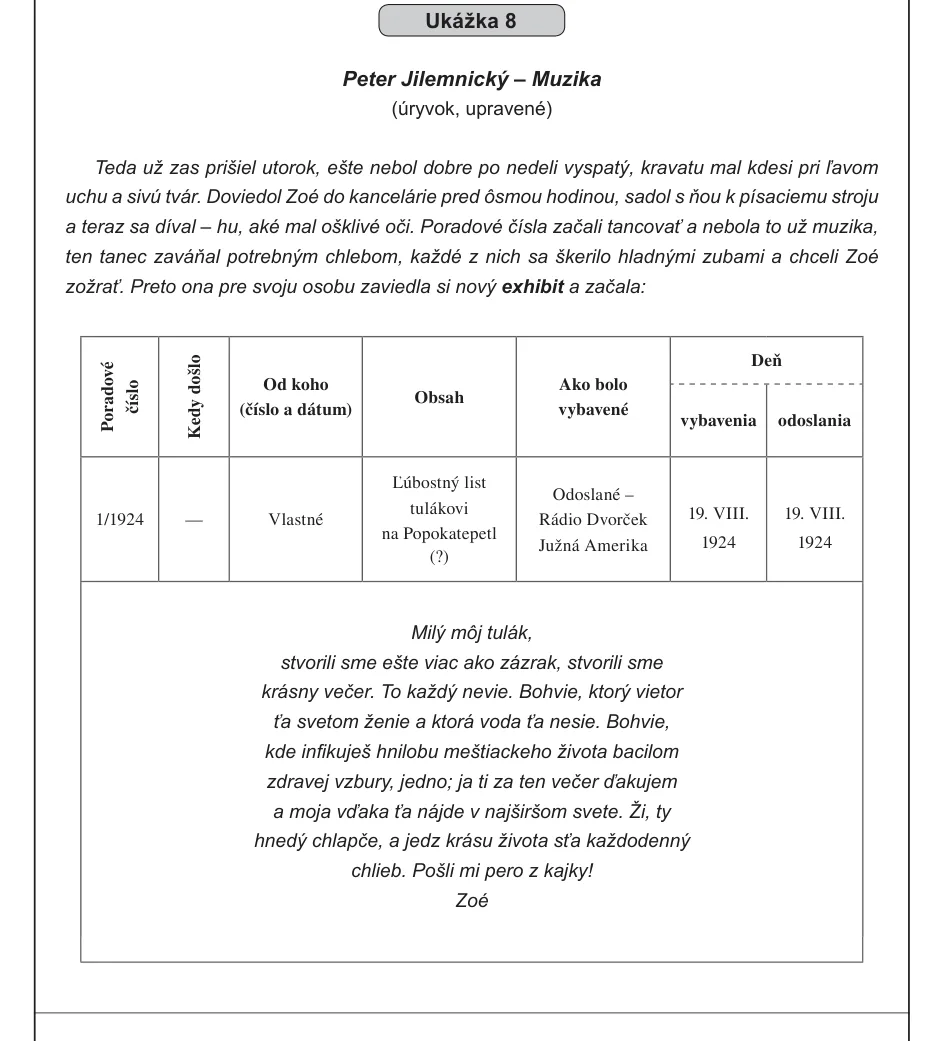 Ukážka 8
Peter Jilemnický – Muzika
(úryvok, upravené)
Teda už zas prišiel utorok, ešte nebol dobre po nedeli vyspatý, kravatu mal kdesi pri ľavom
uchu a sivú tvár. Doviedol Zoé do kancelárie pred ôsmou hodinou, sadol s ňou k písaciemu stroju
a teraz sa díval – hu, aké mal ošklivé oči. Poradové čísla začali tancovať a nebola to už muzika,
ten tanec zaváňal potrebným chlebom, každé z nich sa škerilo hladnými zubami a chceli Zoé
zožrať. Preto ona pre svoju osobu zaviedla si nový exhibit a začala:
Poradové
číslo
Kedy došlo
Od koho
(číslo a dátum)
Obsah
Ako bolo
vybavené
Deň
vybavenia
odoslania
1/1924
—
Vlastné
Ľúbostný list
tulákovi
na Popokatepetl
(?)
Odoslané –
Rádio Dvorček
Južná Amerika
19. VIII.
1924
19. VIII.
1924
Milý môj tulák,
stvorili sme ešte viac ako zázrak, stvorili sme
krásny večer. To každý nevie. Bohvie, ktorý vietor
ťa svetom ženie a ktorá voda ťa nesie. Bohvie,
kde infikuješ hnilobu meštiackeho života bacilom
zdravej vzbury, jedno; ja ti za ten večer ďakujem
a moja vďaka ťa nájde v najširšom svete. Ži, ty
hnedý chlapče, a jedz krásu života sťa každodenný
chlieb. Pošli mi pero z kajky!
Zoé